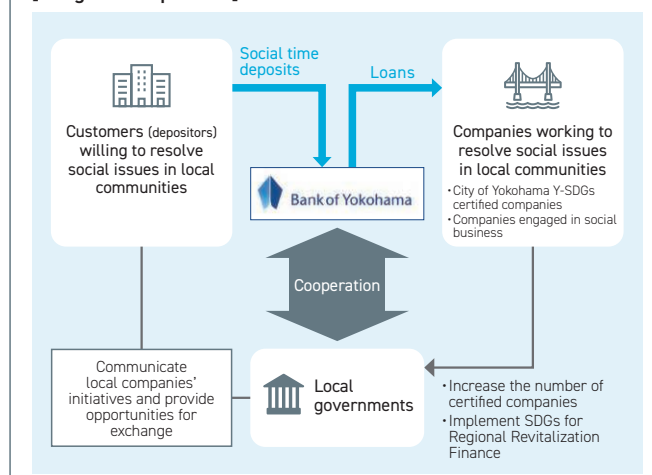 Social time
deposits
Loans
Customers (depositors)
willing to resolve
social issues in local
communities
Companies working to
resolve social issues
in local communities
・City of Yokohama Y-SDGs
certified companies
・Companies engaged in social
business
Bank of Yokohama
Cooperation
Communicate
local companies'
initiatives and provide
opportunities for
exchange
Local
governments
・Increase the number of
certified companies
・Implement SDGs for
Regional Revitalization
Finance